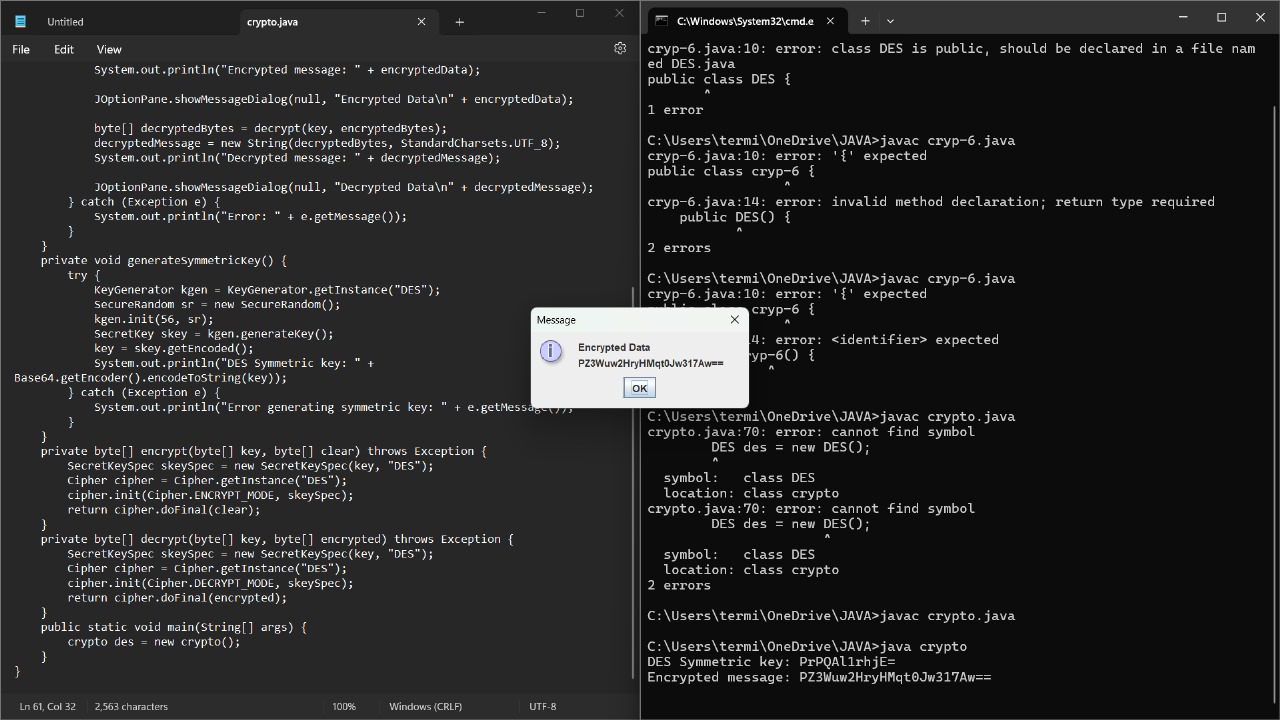 Untitled
crypto.java
File Edit View
System.out.println("Encrypted message: " + encryptedData);
JOptionPane.showMessageDialog(null, "Encrypted Data\n" + encryptedData);
byte[] decryptedBytes = decrypt(key, encryptedBytes);
decryptedMessage = new String(decryptedBytes, StandardCharsets.UTF_8);
System.out.println("Decrypted message: " + decryptedMessage);
JOptionPane.showMessageDialog(null, "Decrypted Data\n" + decryptedMessage);
} catch (Exception e) {
System.out.println("Error: " + e.getMessage());
}
}
private void generateSymmetricKey() {
try {
KeyGenerator kgen = KeyGenerator.getInstance("DES");
SecureRandom sr = new SecureRandom();
kgen.init(56, sr);
SecretKey skey = kgen.generateKey();
key = skey.getEncoded();
System.out.println("DES Symmetric key: " +
Base64.getEncoder().encodeToString(key));
} catch (Exception e) {
System.out.println("Error generating symmetric key: " + e.getMessage());
}
}
private byte[] encrypt(byte[] key, byte[] clear) throws Exception {
SecretKeySpec skeySpec = new SecretKeySpec(key, "DES");
Cipher cipher = Cipher.getInstance("DES");
cipher.init(Cipher.ENCRYPT_MODE, skeySpec);
return cipher.doFinal(clear);
}
private byte[] decrypt(byte[] key, byte[] encrypted) throws Exception {
SecretKeySpec skeySpec = new SecretKeySpec(key, "DES");
Cipher cipher = Cipher.getInstance("DES");
cipher.init(Cipher.DECRYPT_MODE, skeySpec);
return cipher.doFinal(encrypted);
}
public static void main(String[] args) {
crypto des = new crypto();
}
}
Ln 61, Col 32 2,563 characters 100% Windows (CRLF) UTF-8
Message
Encrypted Data
PZ3Wuw2HryHMqt0Jw317Aw==
OK
C:\Windows\System32\cmd.e
cryp-6.java:10: error: class DES is public, should be declared in a file nam
ed DES.java
public class DES {
^
1 error
C:\Users\termi\OneDrive\JAVA>javac cryp-6.java
cryp-6.java:10: error: '{' expected
public class cryp-6 {
^
cryp-6.java:14: error: invalid method declaration; return type required
public DES() {
^
2 errors
C:\Users\termi\OneDrive\JAVA>javac cryp-6.java
cryp-6.java:10: error: '{' expected
cryp-6 {
^
4: error: <identifier> expected
yp-6() {
^
C:\Users\termi\OneDrive\JAVA>javac crypto.java
crypto.java:70: error: cannot find symbol
DES des = new DES();
^
symbol: class DES
location: class crypto
crypto.java:70: error: cannot find symbol
DES des = new DES();
^
symbol: class DES
location: class crypto
2 errors
C:\Users\termi\OneDrive\JAVA>javac crypto.java
C:\Users\termi\OneDrive\JAVA>java crypto
DES Symmetric key: PrPQAl1rhjE=
Encrypted message: PZ3Wuw2HryHMqt0Jw317Aw==